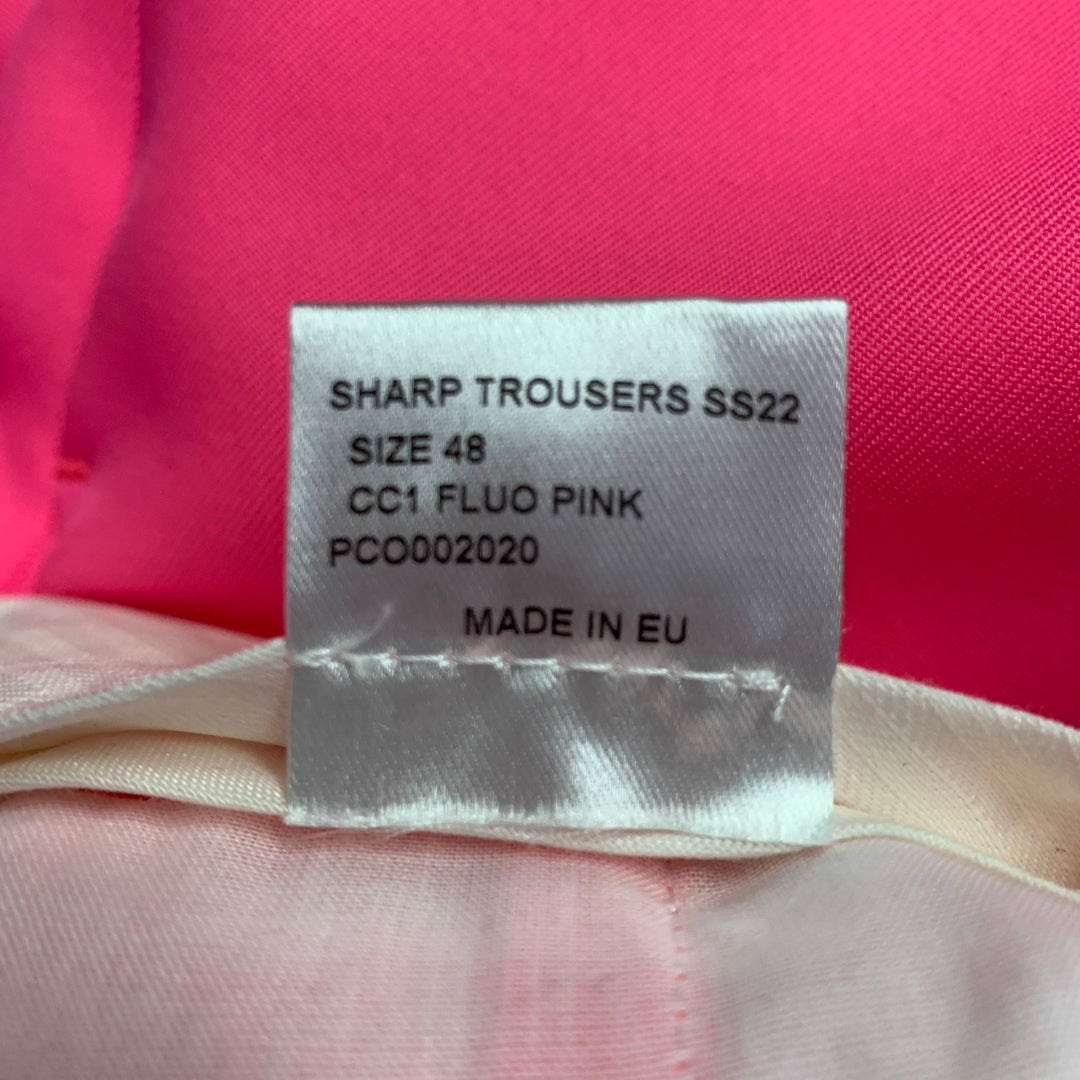 SHARP TROUSERS SS22
SIZE 48
CC1 FLUO PINK
PCO002020
MADE IN EU